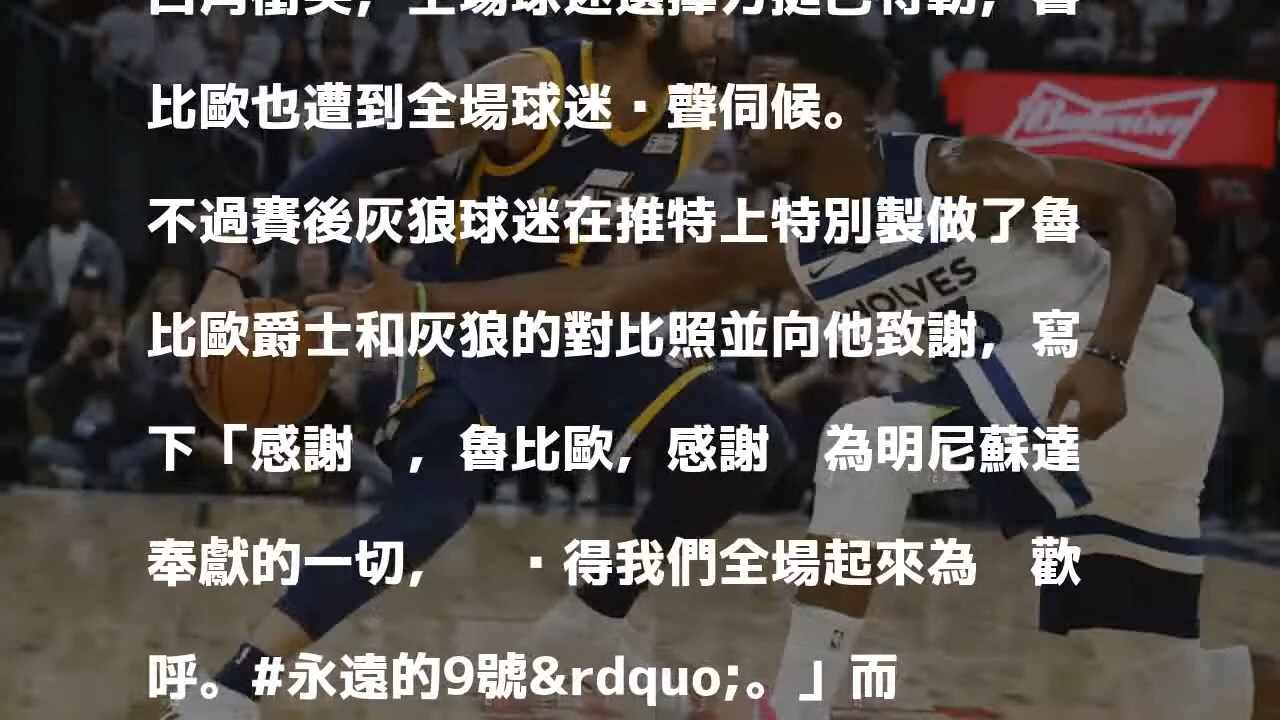 比歐也遭到全場球迷·聲伺候。
不過賽後灰狼球迷在推特上特別製做了魯
比歐爵士和灰狼的對比照並向他致謝，寫
下「感謝　，魯比歐，感謝　為明尼蘇達
奉獻的一切，　·得我們全場起來為　歡
呼。#永遠的9號&rdquo;。」而
Budweiser
TCL
WOLVES